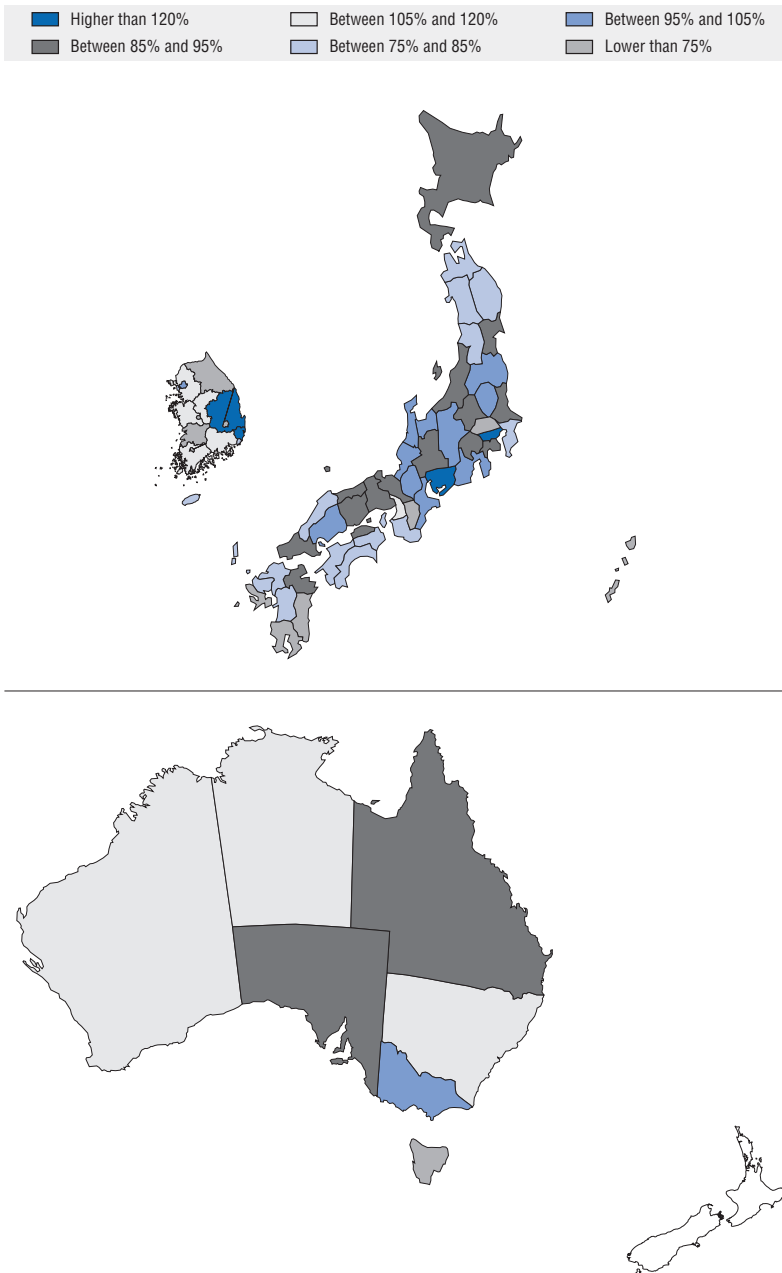 Higher than 120% Between 105% and 120% Between 95% and 105%
Between 85% and 95% Between 75% and 85% Lower than 75%